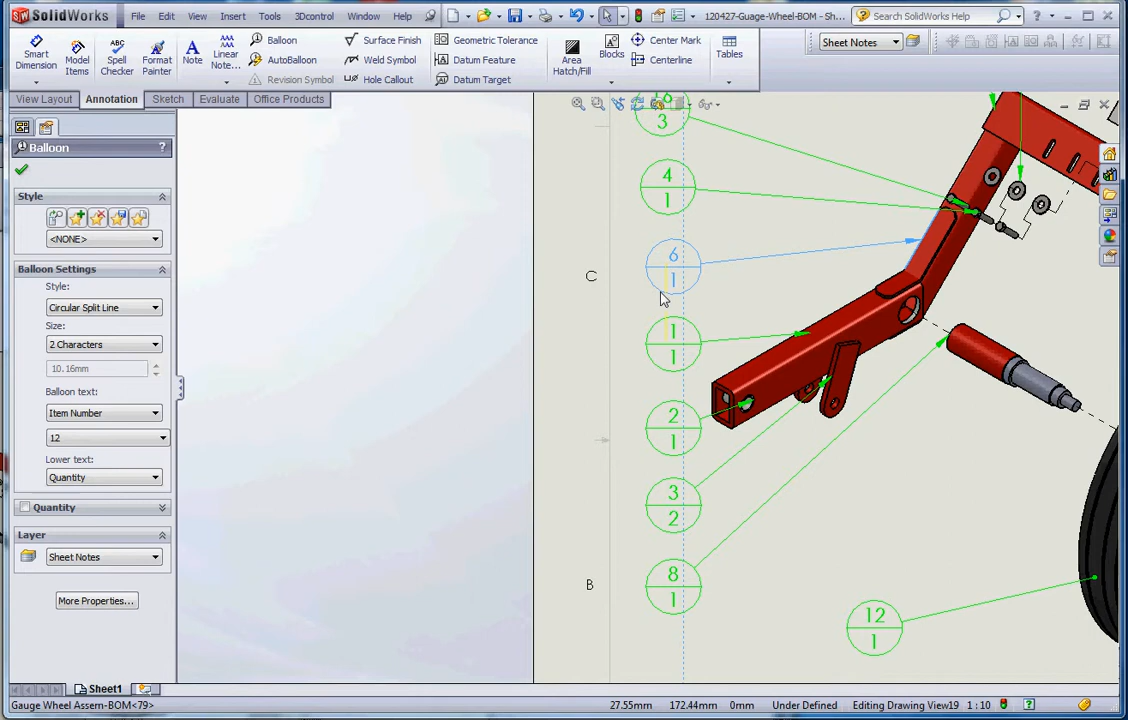 SolidWorks File Edit View Insert Tools 3Dcontrol Window Help 120427-Guage-Wheel-BOM - Sh... Search SolidWorks Help
Smart Dimension Model Items Spell Checker Format Painter Note Linear Note... Balloon AutoBalloon Revision Symbol Surface Finish Weld Symbol Hole Callout Geometric Tolerance Datum Feature Datum Target Area Hatch/Fill Blocks Center Mark Centerline Tables Sheet Notes
View Layout Annotation Sketch Evaluate Office Products
Balloon ?
Style
<NONE>
Balloon Settings
Style:
Circular Split Line
Size:
2 Characters
10.16mm
Balloon text:
Item Number
12
Lower text:
Quantity
Quantity
Layer
Sheet Notes
More Properties...
16
3
4
1
6
1
C
1
1
2
1
3
2
8
1
B
12
1
Sheet1
Gauge Wheel Assem-BOM<79> 27.55mm 172.44mm 0mm Under Defined Editing Drawing View19 1 : 10